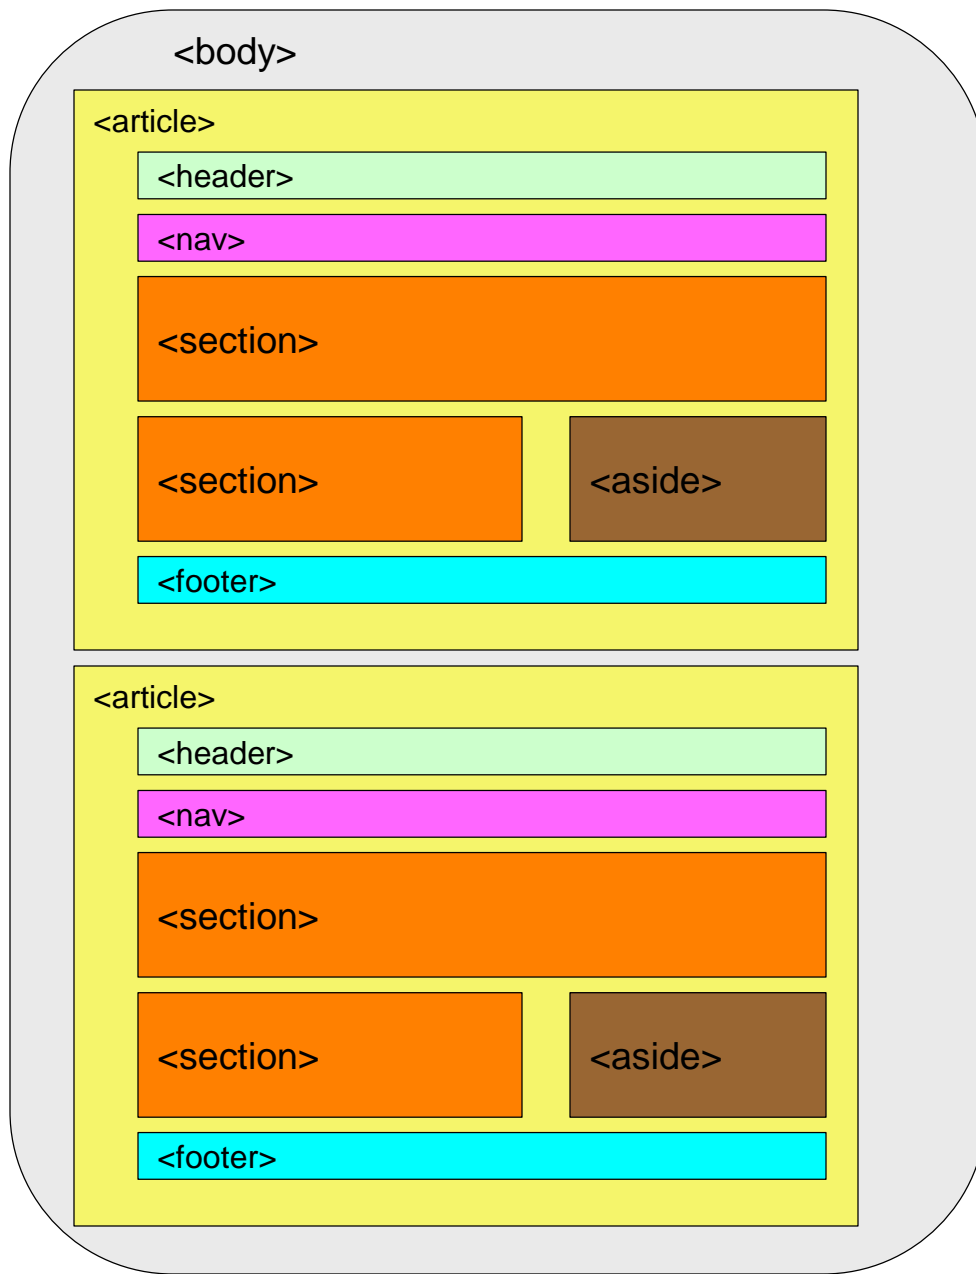 <body>
<article>
<header>
<nav>
<section>
<section> <aside>
<footer>
<article>
<header>
<nav>
<section>
<section> <aside>
<footer>